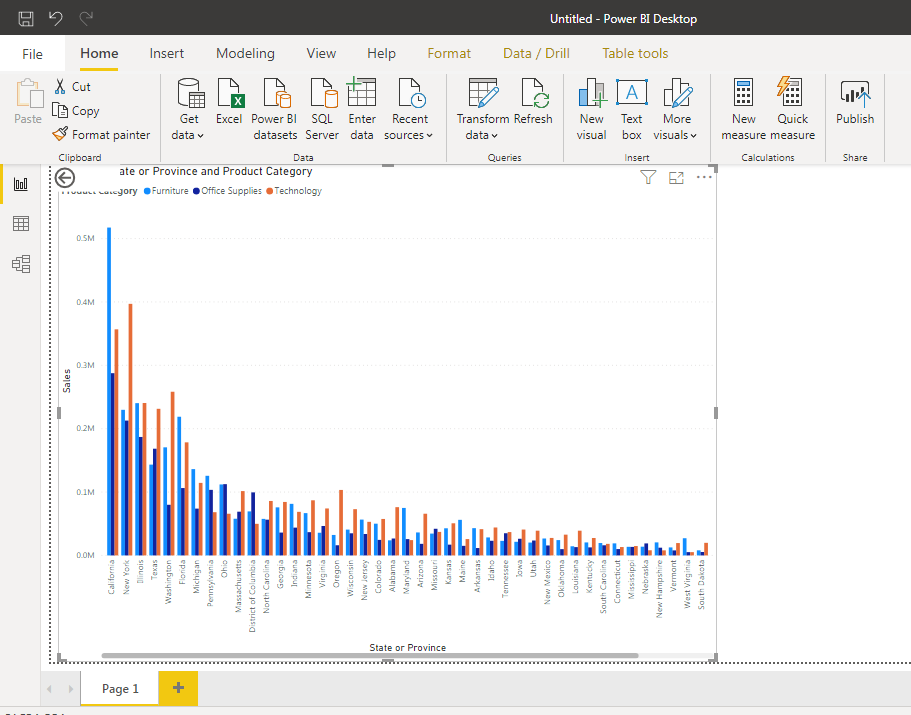 Untitled - Power BI Desktop
File Home Insert Modeling View Help Format Data / Drill Table tools
Paste
Cut
Copy
Format painter
Clipboard
Get data
Excel
Power BI datasets
SQL Server
Enter data
Recent sources
Data
Transform data
Refresh
Queries
New visual
Text box
More visuals
Insert
New measure
Quick measure
Calculations
Publish
Share
ate or Province and Product Category
Product Category Furniture Office Supplies Technology
Sales
0.5M
0.4M
0.3M
0.2M
0.1M
0.0M
California
New York
Illinois
Texas
Washington
Florida
Michigan
Pennsylvania
Ohio
Massachusetts
District of Columbia
North Carolina
Georgia
Indiana
Minnesota
Virginia
Oregon
Wisconsin
New Jersey
Colorado
Alabama
Maryland
Arizona
Missouri
Kansas
Maine
Arkansas
Idaho
Tennessee
Iowa
Utah
New Mexico
Oklahoma
Louisiana
Kentucky
South Carolina
Connecticut
Mississippi
Nebraska
New Hampshire
Vermont
West Virginia
South Dakota
State or Province
Page 1